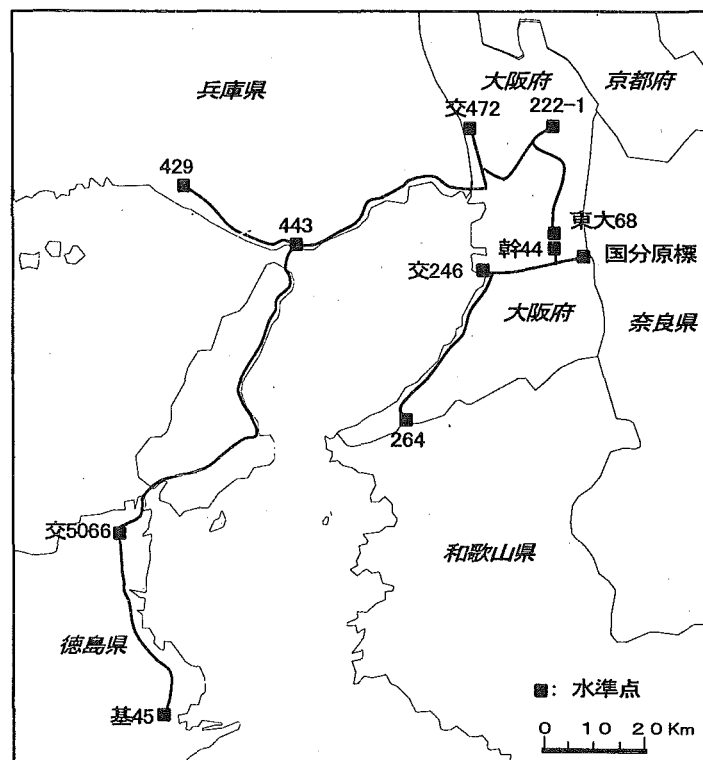 兵庫県
大阪府
京都府
交472
222-1
429
443
東大68
幹44
国分原標
交246
大阪府
奈良県
264
交5066
和歌山県
徳島県
基45
■: 水準点
0 10 20 Km